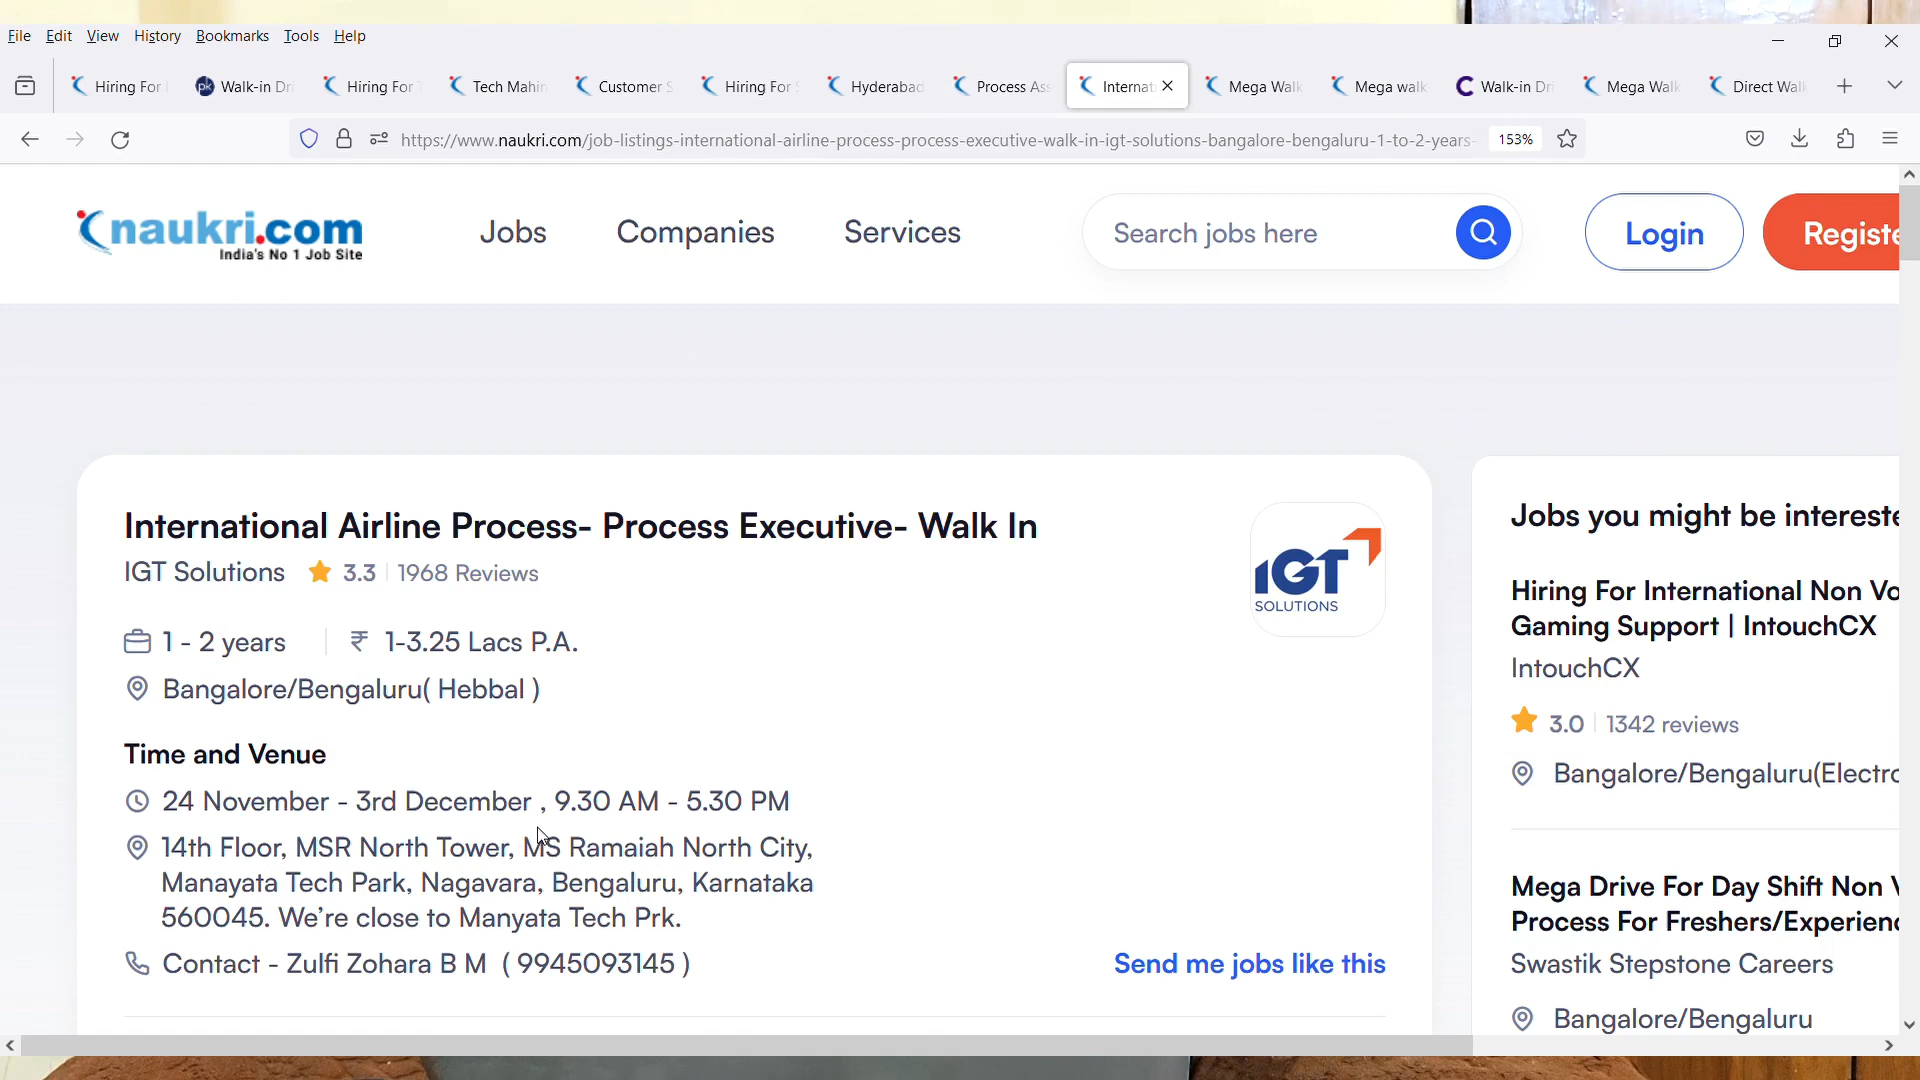 File Edit View History Bookmarks Tools Help
Hiring For Walk-in Dri Hiring For Tech Mahin Customer S Hiring For S Hyderabad Process Ass Internat Mega Walk Mega walk Walk-in Dri Mega Walk Direct Walk
https://www.naukri.com/job-listings-international-airline-process-process-executive-walk-in-igt-solutions-bangalore-bengaluru-1-to-2-years- 153%
naukri.com
India's No 1 Job Site
Jobs Companies Services Search jobs here Login Registe
International Airline Process- Process Executive- Walk In
IGT Solutions 3.3 1968 Reviews
IGT
SOLUTIONS
1 - 2 years ₹ 1-3.25 Lacs P.A.
Bangalore/Bengaluru( Hebbal )
Time and Venue
24 November - 3rd December , 9.30 AM - 5.30 PM
14th Floor, MSR North Tower, MS Ramaiah North City,
Manayata Tech Park, Nagavara, Bengaluru, Karnataka
560045. We're close to Manyata Tech Prk.
Contact - Zulfi Zohara B M ( 9945093145 )
Send me jobs like this
Jobs you might be intereste
Hiring For International Non Vo
Gaming Support | IntouchCX
IntouchCX
3.0 1342 reviews
Bangalore/Bengaluru(Electro
Mega Drive For Day Shift Non V
Process For Freshers/Experienc
Swastik Stepstone Careers
Bangalore/Bengaluru